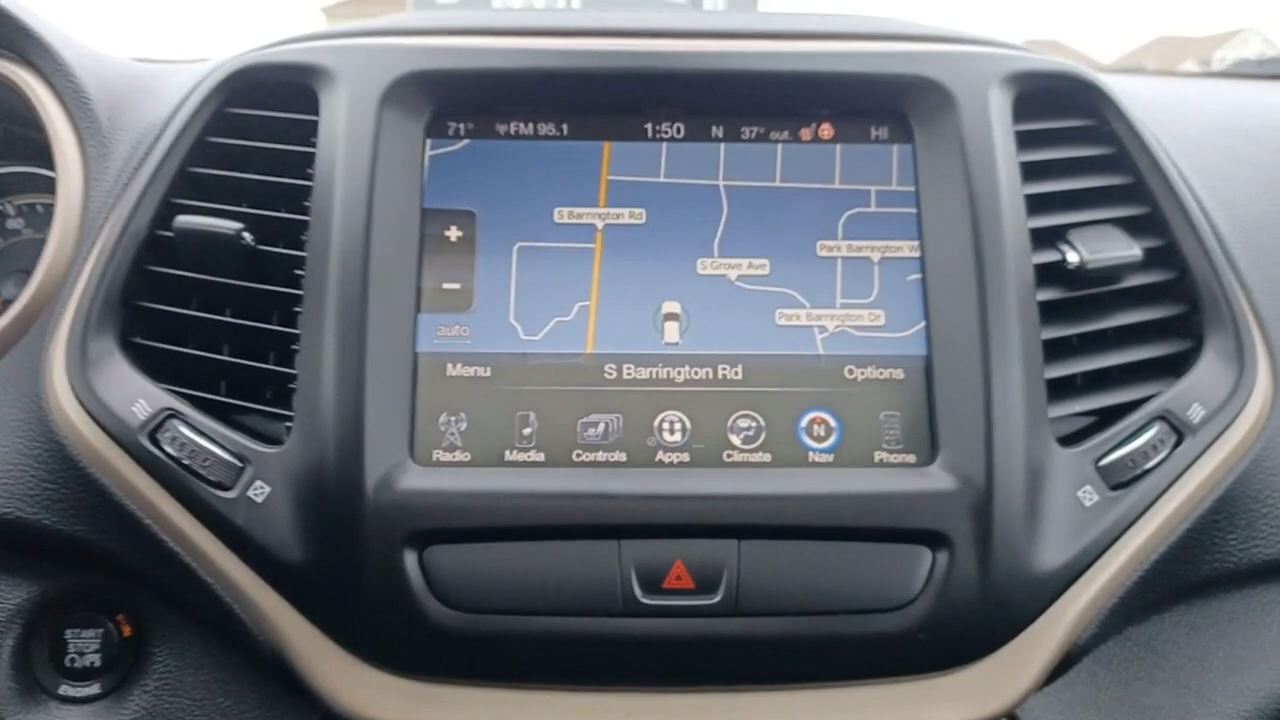 71° FM 95.1 1:50 N 37° out. HI
S Barrington Rd
+
Park Barrington W
S Grove Ave
−
Park Barrington Dr
auto
Menu S Barrington Rd Options
N
Radio Media Controls Apps Climate Nav Phone
START
STOP
ENGINE
RUN